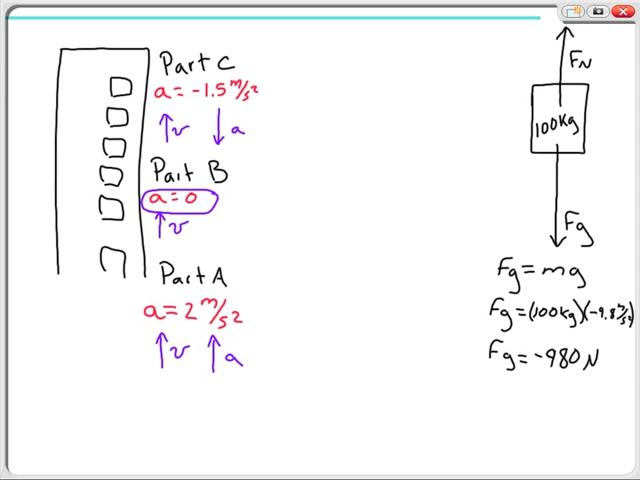 Part C
a = -1.5 m/s²
v a
Part B
a = 0
v
Part A
a = 2 m/s²
v a
FN
100Kg
Fg
Fg = mg
Fg = (100kg)(-9.8 m/s²)
Fg = -980 N